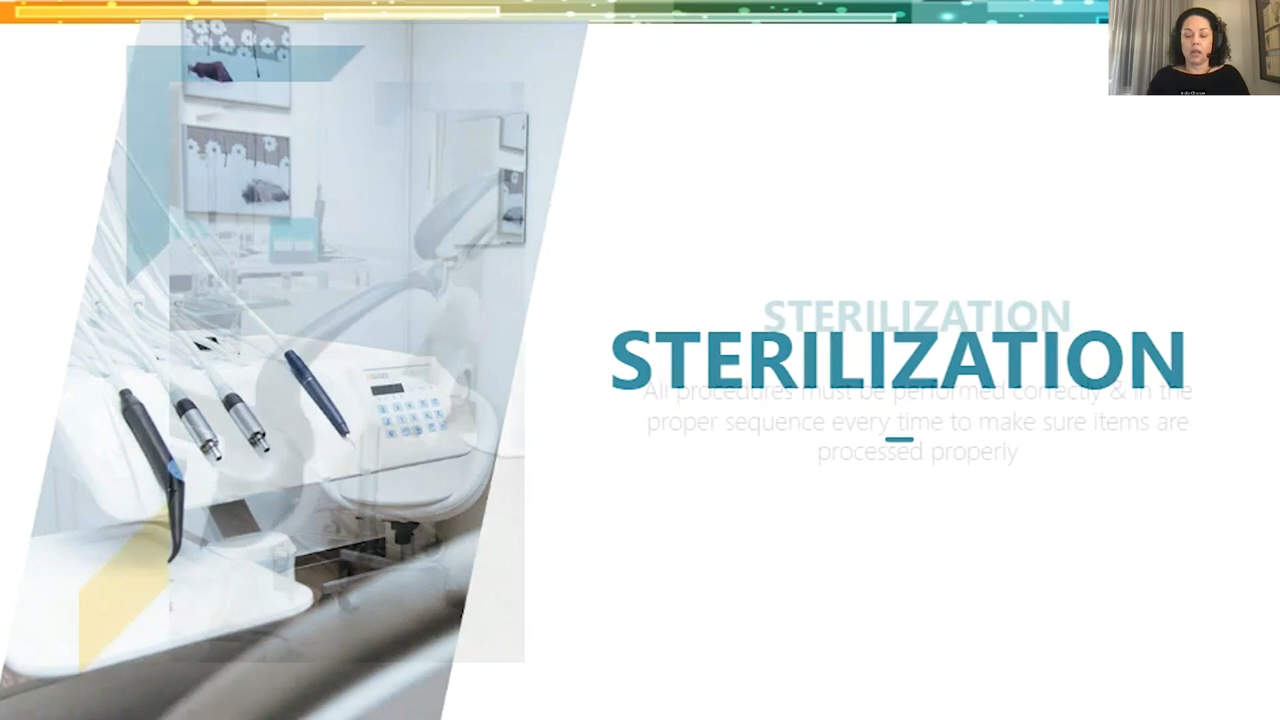 STERILIZATION
STERILIZATION
All procedures must be performed correctly & in the
proper sequence every time to make sure items are
processed properly